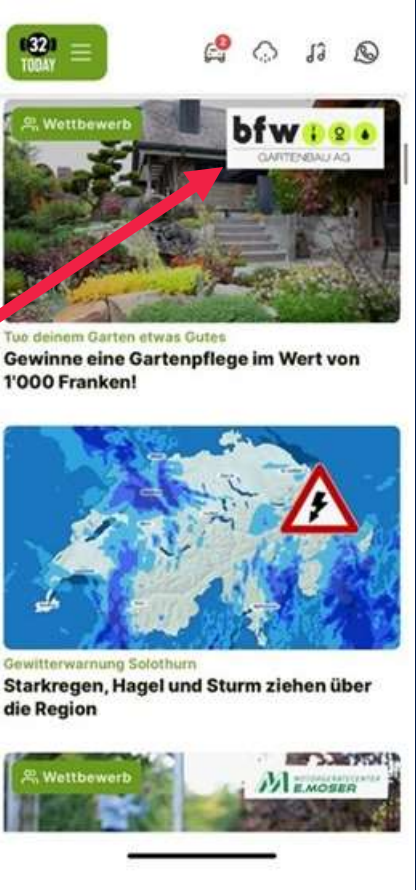 32
TODAY
2
Wettbewerb
bfw
GARTENBAU AG
Tue deinem Garten etwas Gutes
Gewinne eine Gartenpflege im Wert von
1'000 Franken!
Gewitterwarnung Solothurn
Starkregen, Hagel und Sturm ziehen über
die Region
Wettbewerb
MOTORGERÄTECENTER
E.MOSER